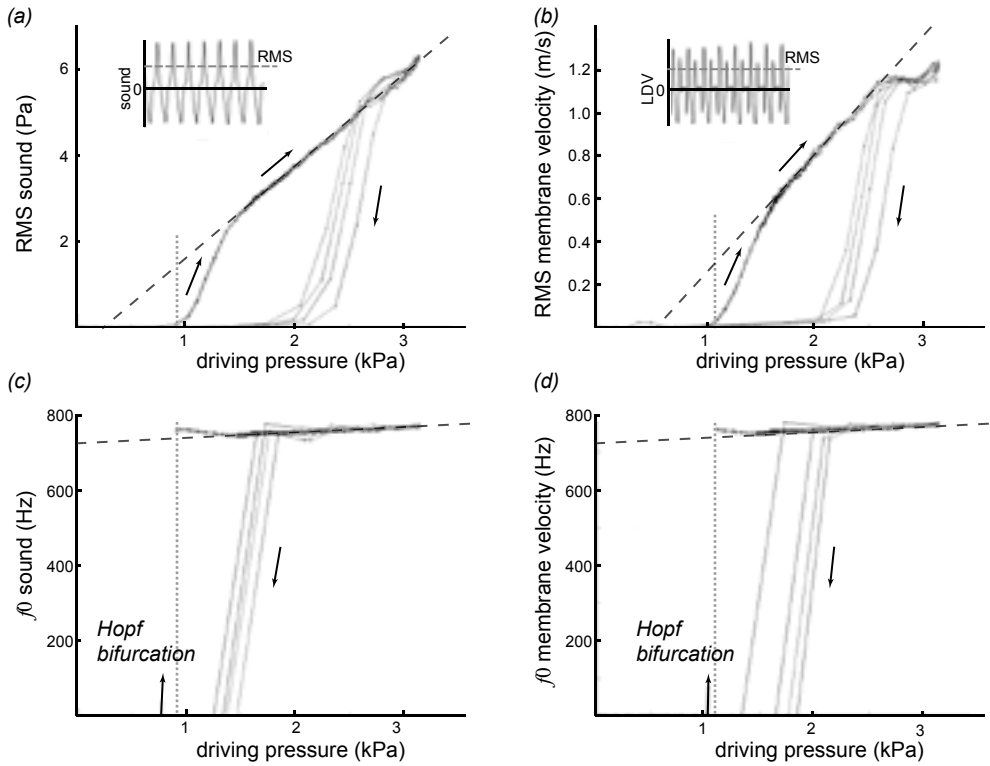 (a)
RMS sound (Pa)
6
4
2
sound
0
RMS
1
2
3
driving pressure (kPa)
(b)
RMS membrane velocity (m/s)
1.2
1.0
0.8
0.6
0.4
0.2
LDV
0
RMS
1
2
3
driving pressure (kPa)
(c)
f0 sound (Hz)
800
600
400
200
Hopf
bifurcation
1
2
3
driving pressure (kPa)
(d)
f0 membrane velocity (Hz)
800
600
400
200
Hopf
bifurcation
1
2
3
driving pressure (kPa)